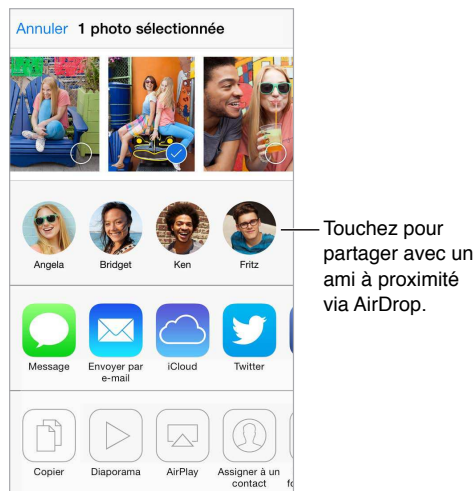 Annuler 1 photo sélectionnée
Angela Bridget Ken Fritz
Touchez pour
partager avec un
ami à proximité
via AirDrop.
Message Envoyer par iCloud Twitter
e-mail
Copier Diaporama AirPlay Assigner à un
contact